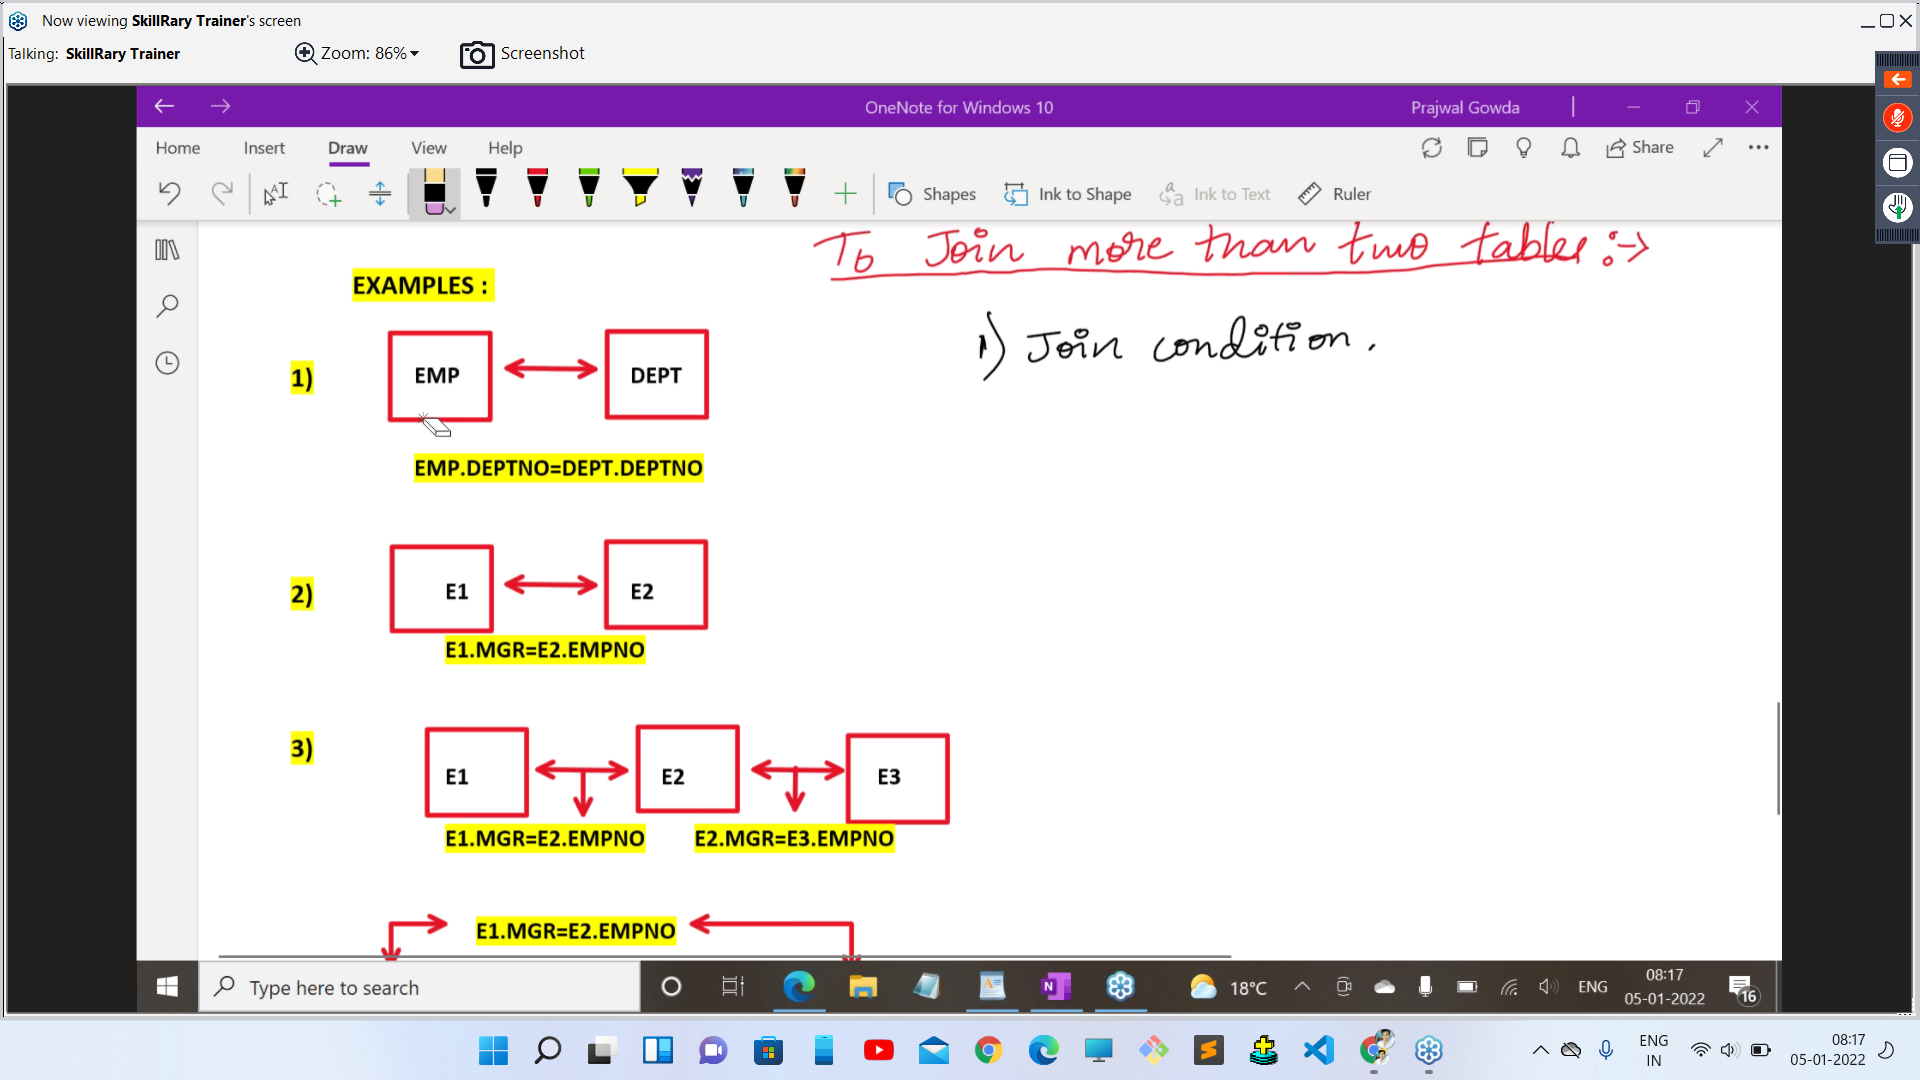 Now viewing SkillRary Trainer's screen
Talking: SkillRary Trainer
Zoom: 86%
Screenshot
OneNote for Windows 10
Prajwal Gowda
Home Insert Draw View Help
Share
Shapes Ink to Shape Ink to Text Ruler
To Join more than two tables :->
EXAMPLES :
1) Join condition.
1)
EMP DEPT
EMP.DEPTNO=DEPT.DEPTNO
2)
E1 E2
E1.MGR=E2.EMPNO
3)
E1 E2 E3
E1.MGR=E2.EMPNO E2.MGR=E3.EMPNO
E1.MGR=E2.EMPNO
Type here to search
18°C
ENG
08:17
05-01-2022
16
ENG
IN
08:17
05-01-2022